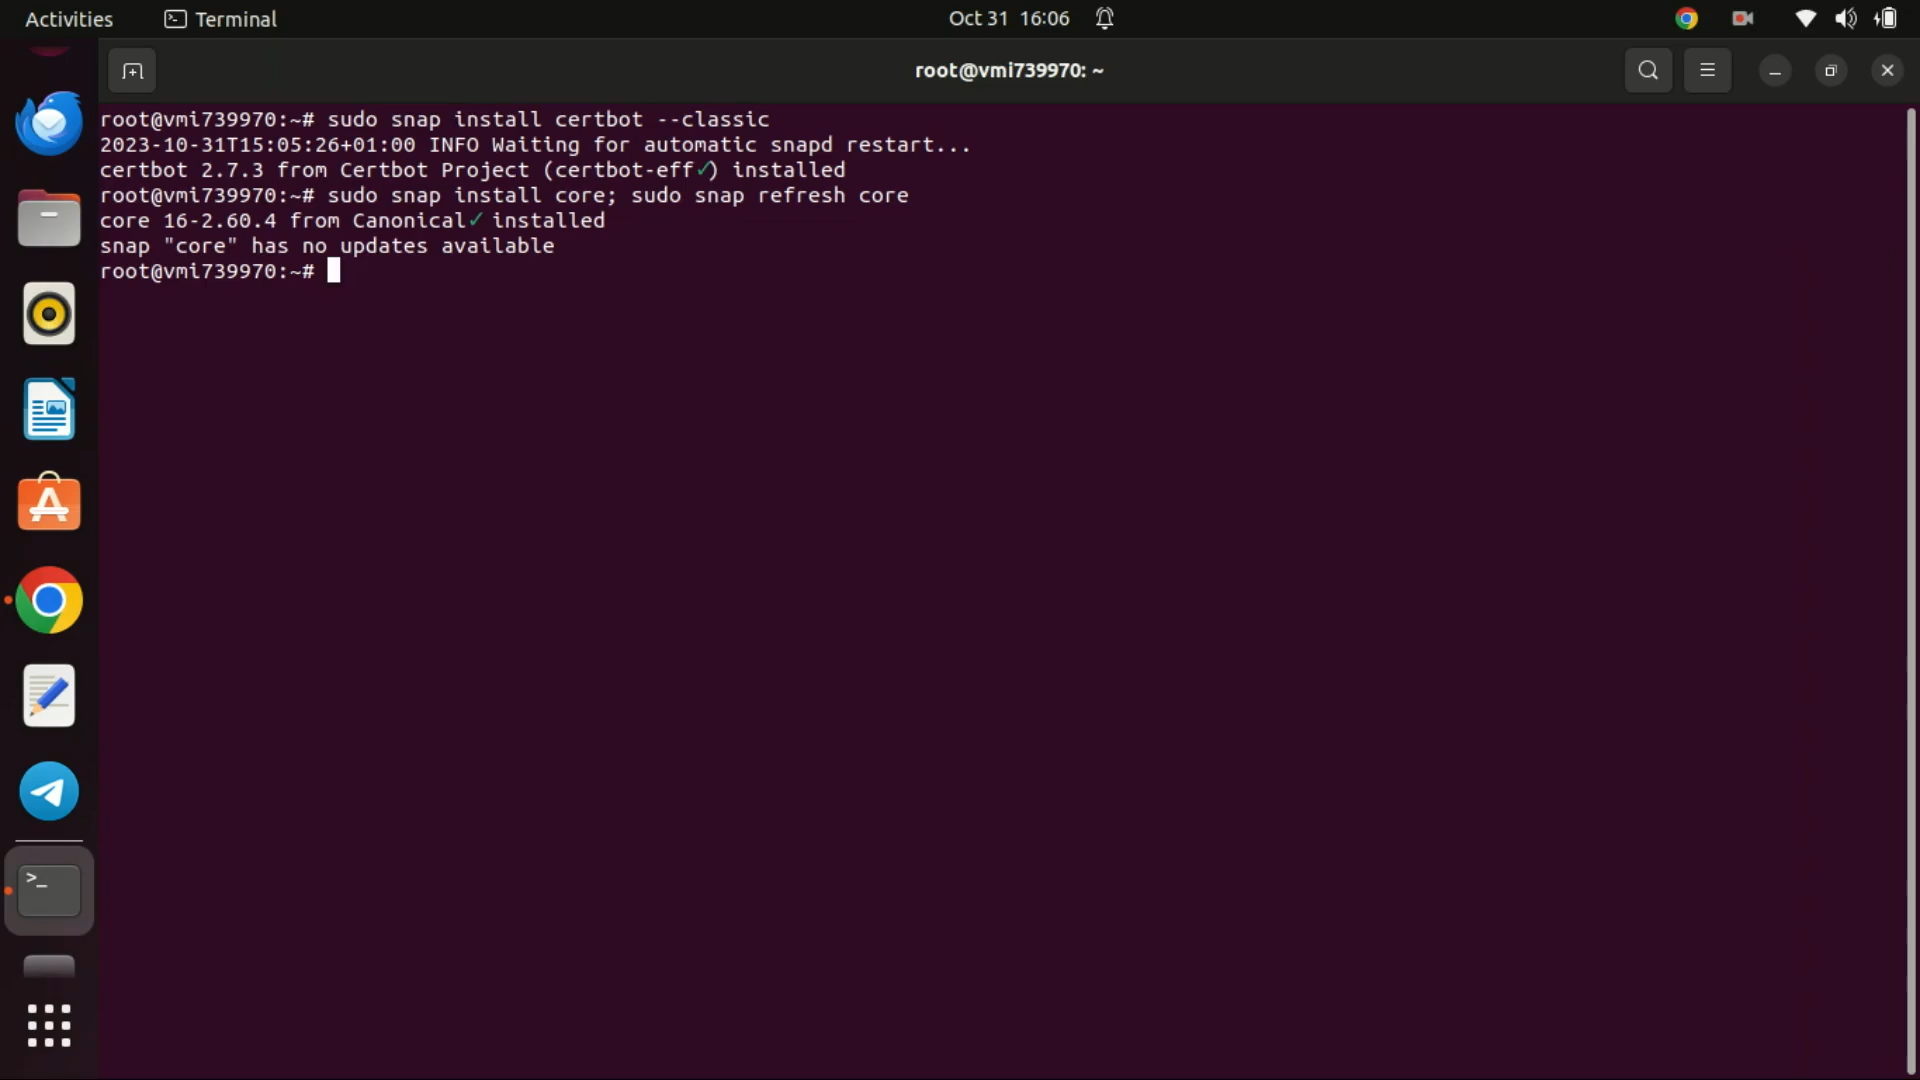 Activities Terminal Oct 31 16:06
root@vmi739970: ~
root@vmi739970:~# sudo snap install certbot --classic
2023-10-31T15:05:26+01:00 INFO Waiting for automatic snapd restart...
certbot 2.7.3 from Certbot Project (certbot-eff✓) installed
root@vmi739970:~# sudo snap install core; sudo snap refresh core
core 16-2.60.4 from Canonical✓ installed
snap "core" has no updates available
root@vmi739970:~#